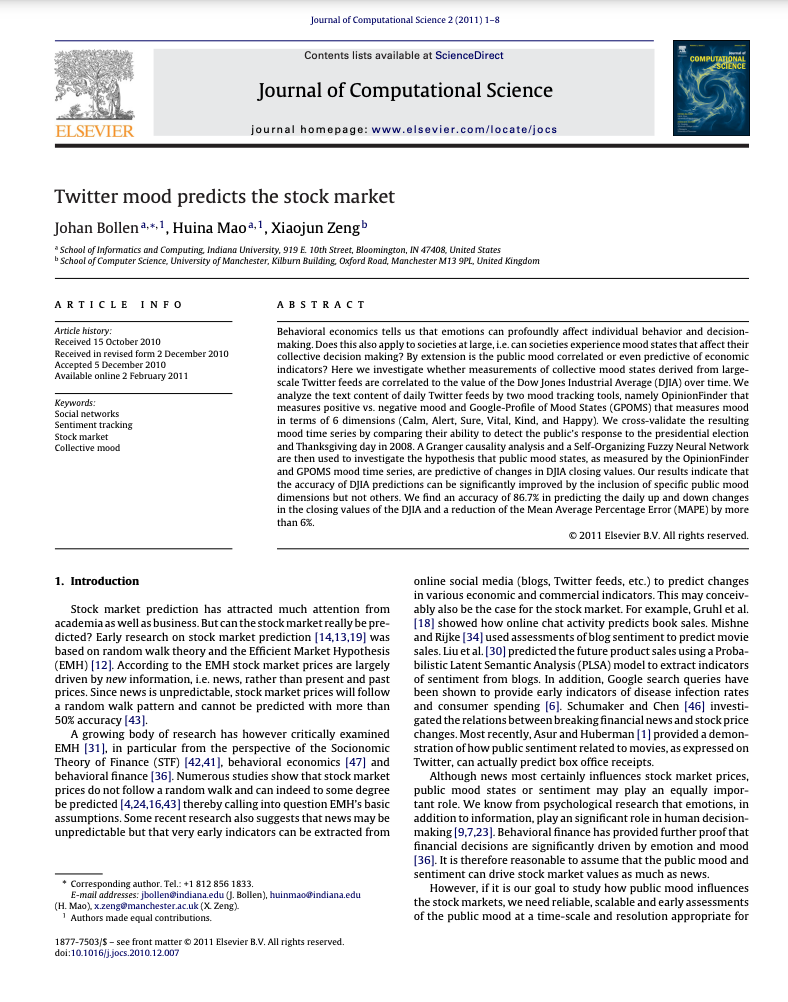 Journal of Computational Science 2 (2011) 1–8
Contents lists available at ScienceDirect
Journal of Computational Science
journal homepage: www.elsevier.com/locate/jocs
ELSEVIER
Journal of
COMPUTATIONAL
SCIENCE
Twitter mood predicts the stock market
Johan Bollen a,∗,1, Huina Mao a,1, Xiaojun Zeng b
a School of Informatics and Computing, Indiana University, 919 E. 10th Street, Bloomington, IN 47408, United States
b School of Computer Science, University of Manchester, Kilburn Building, Oxford Road, Manchester M13 9PL, United Kingdom
ARTICLE INFO
Article history:
Received 15 October 2010
Received in revised form 2 December 2010
Accepted 5 December 2010
Available online 2 February 2011
Keywords:
Social networks
Sentiment tracking
Stock market
Collective mood
ABSTRACT
Behavioral economics tells us that emotions can profoundly affect individual behavior and decision-
making. Does this also apply to societies at large, i.e. can societies experience mood states that affect their
collective decision making? By extension is the public mood correlated or even predictive of economic
indicators? Here we investigate whether measurements of collective mood states derived from large-
scale Twitter feeds are correlated to the value of the Dow Jones Industrial Average (DJIA) over time. We
analyze the text content of daily Twitter feeds by two mood tracking tools, namely OpinionFinder that
measures positive vs. negative mood and Google-Profile of Mood States (GPOMS) that measures mood
in terms of 6 dimensions (Calm, Alert, Sure, Vital, Kind, and Happy). We cross-validate the resulting
mood time series by comparing their ability to detect the public's response to the presidential election
and Thanksgiving day in 2008. A Granger causality analysis and a Self-Organizing Fuzzy Neural Network
are then used to investigate the hypothesis that public mood states, as measured by the OpinionFinder
and GPOMS mood time series, are predictive of changes in DJIA closing values. Our results indicate that
the accuracy of DJIA predictions can be significantly improved by the inclusion of specific public mood
dimensions but not others. We find an accuracy of 86.7% in predicting the daily up and down changes
in the closing values of the DJIA and a reduction of the Mean Average Percentage Error (MAPE) by more
than 6%.
© 2011 Elsevier B.V. All rights reserved.
1. Introduction
Stock market prediction has attracted much attention from
academia as well as business. But can the stock market really be pre-
dicted? Early research on stock market prediction [14,13,19] was
based on random walk theory and the Efficient Market Hypothesis
(EMH) [12]. According to the EMH stock market prices are largely
driven by new information, i.e. news, rather than present and past
prices. Since news is unpredictable, stock market prices will follow
a random walk pattern and cannot be predicted with more than
50% accuracy [43].
A growing body of research has however critically examined
EMH [31], in particular from the perspective of the Socionomic
Theory of Finance (STF) [42,41], behavioral economics [47] and
behavioral finance [36]. Numerous studies show that stock market
prices do not follow a random walk and can indeed to some degree
be predicted [4,24,16,43] thereby calling into question EMH's basic
assumptions. Some recent research also suggests that news may be
unpredictable but that very early indicators can be extracted from
∗ Corresponding author. Tel.: +1 812 856 1833.
E-mail addresses: jbollen@indiana.edu (J. Bollen), huinmao@indiana.edu
(H. Mao), x.zeng@manchester.ac.uk (X. Zeng).
1 Authors made equal contributions.
online social media (blogs, Twitter feeds, etc.) to predict changes
in various economic and commercial indicators. This may conceiv-
ably also be the case for the stock market. For example, Gruhl et al.
[18] showed how online chat activity predicts book sales. Mishne
and Rijke [34] used assessments of blog sentiment to predict movie
sales. Liu et al. [30] predicted the future product sales using a Proba-
bilistic Latent Semantic Analysis (PLSA) model to extract indicators
of sentiment from blogs. In addition, Google search queries have
been shown to provide early indicators of disease infection rates
and consumer spending [6]. Schumaker and Chen [46] investi-
gated the relations between breaking financial news and stock price
changes. Most recently, Asur and Huberman [1] provided a demon-
stration of how public sentiment related to movies, as expressed on
Twitter, can actually predict box office receipts.
Although news most certainly influences stock market prices,
public mood states or sentiment may play an equally impor-
tant role. We know from psychological research that emotions, in
addition to information, play an significant role in human decision-
making [9,7,23]. Behavioral finance has provided further proof that
financial decisions are significantly driven by emotion and mood
[36]. It is therefore reasonable to assume that the public mood and
sentiment can drive stock market values as much as news.
However, if it is our goal to study how public mood influences
the stock markets, we need reliable, scalable and early assessments
of the public mood at a time-scale and resolution appropriate for
1877-7503/$ – see front matter © 2011 Elsevier B.V. All rights reserved.
doi:10.1016/j.jocs.2010.12.007